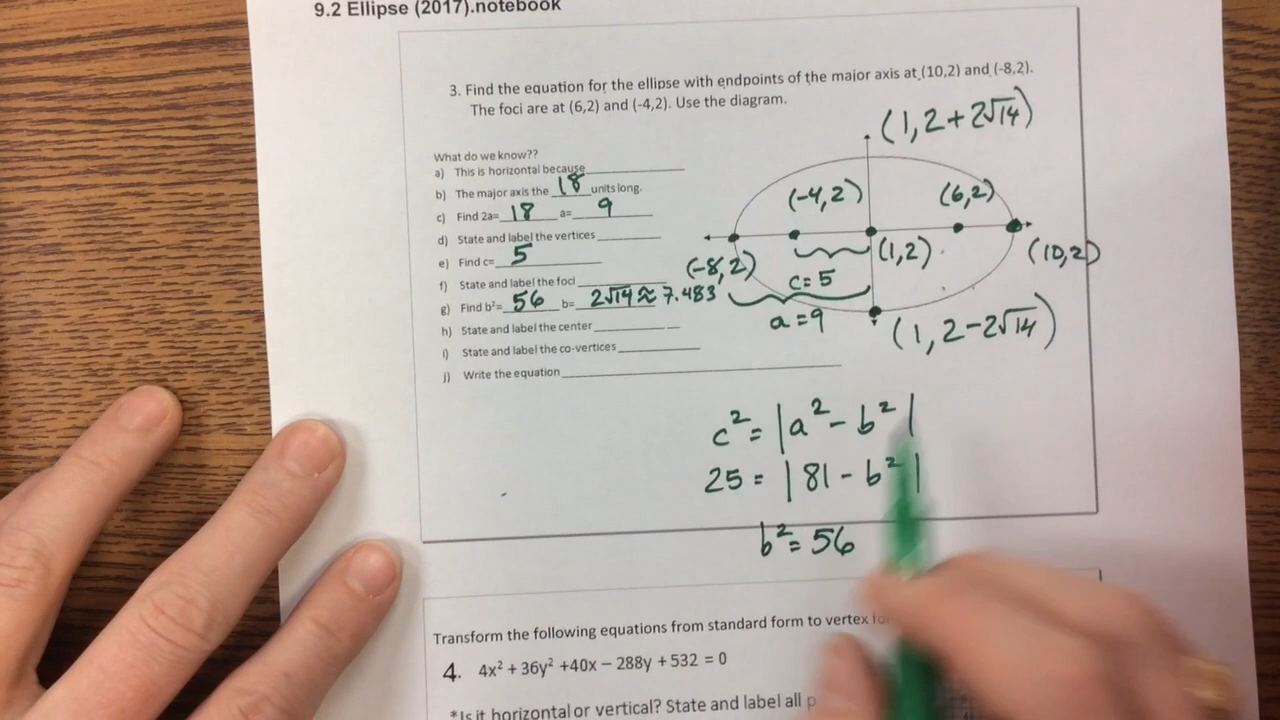 9.2 Ellipse (2017).notebook
3. Find the equation for the ellipse with endpoints of the major axis at (10,2) and (-8,2).
The foci are at (6,2) and (-4,2). Use the diagram.
(1, 2+2√14)
What do we know??
a) This is horizontal because
b) The major axis the 18 units long.
c) Find 2a= 18 a= 9
d) State and label the vertices
e) Find c= 5
f) State and label the foci
g) Find b²= 56 b= 2√14 ≈ 7.483
h) State and label the center
i) State and label the co-vertices
j) Write the equation
(-4,2)
(6,2)
(-8,2)
(1,2)
(10,2)
c=5
a=9
(1, 2-2√14)
c² = |a² - b²|
25 = |81 - b²|
b² = 56
Transform the following equations from standard form to vertex
4. 4x² + 36y² +40x – 288y + 532 = 0
*Is it horizontal or vertical? State and label all